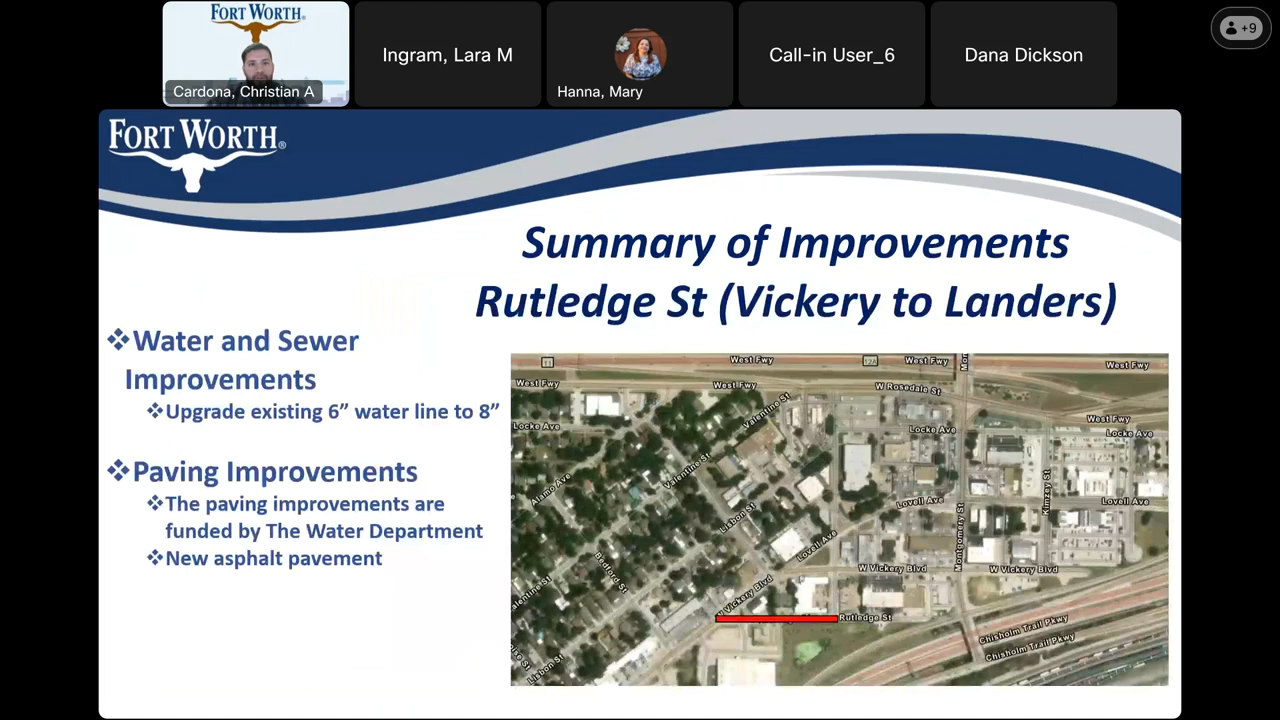 FORT WORTH®
Cardona, Christian A
Ingram, Lara M
Hanna, Mary
Call-in User_6
Dana Dickson
+9
FORT WORTH®
Summary of Improvements
Rutledge St (Vickery to Landers)
❖Water and Sewer
Improvements
❖Upgrade existing 6” water line to 8”
❖Paving Improvements
❖The paving improvements are
funded by The Water Department
❖New asphalt pavement
West Fwy
West Fwy
West Fwy
West Fwy
West Fwy
W Rosedale St
Valentine St
West Fwy
Locke Ave
Locke Ave
Locke Ave
Valentine St
Alamo Ave
Kimzey St
Lovell Ave
Lovell Ave
Lisbon St
Montgomery St
Lovell Ave
Bedford St
W Vickery Blvd
W Vickery Blvd
W Vickery Blvd
Rutledge St
Chisholm Trail Pkwy
Chisholm Trail Pkwy
Lisbon St